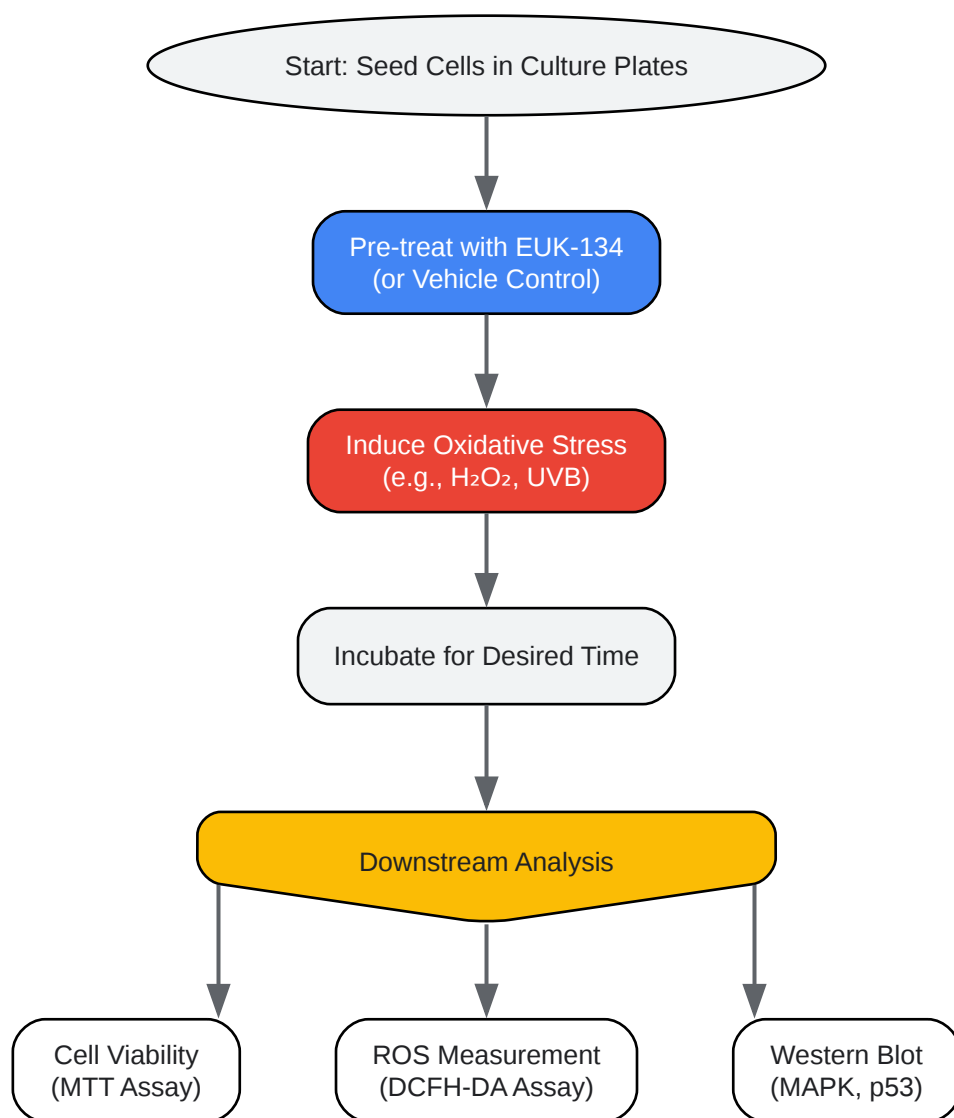 Start: Seed Cells in Culture Plates
Pre-treat with EUK-134
(or Vehicle Control)
Induce Oxidative Stress
(e.g., H₂O₂, UVB)
Incubate for Desired Time
Downstream Analysis
Cell Viability
(MTT Assay)
ROS Measurement
(DCFH-DA Assay)
Western Blot
(MAPK, p53)